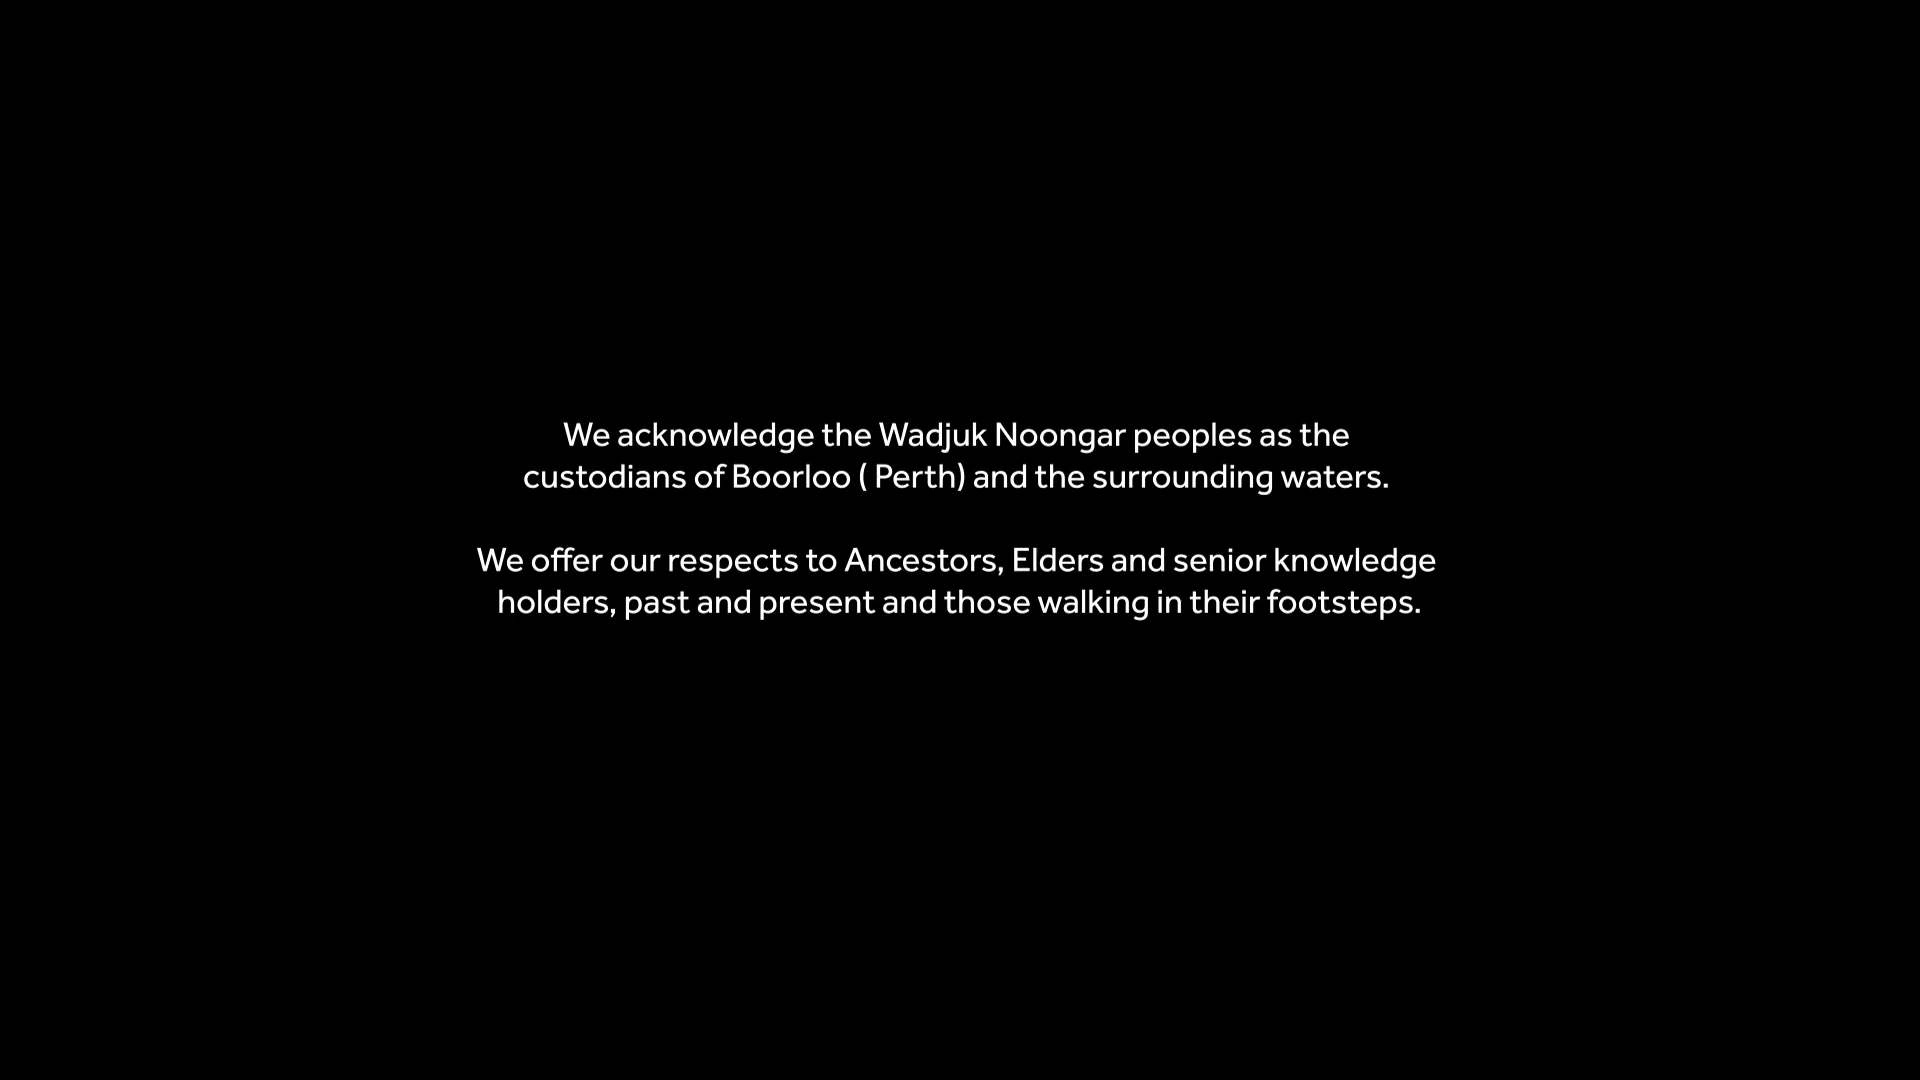 We acknowledge the Wadjuk Noongar peoples as the
custodians of Boorloo ( Perth) and the surrounding waters.
We offer our respects to Ancestors, Elders and senior knowledge
holders, past and present and those walking in their footsteps.